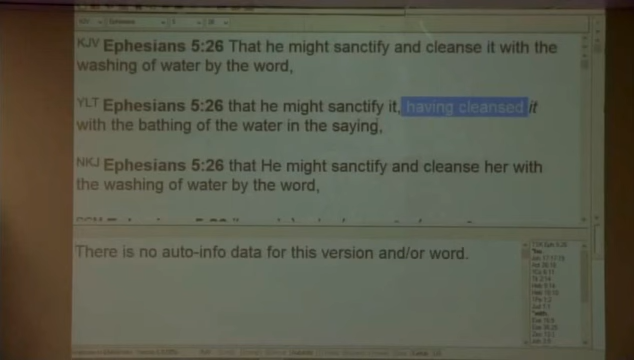 KJV Ephesians 5:26 That he might sanctify and cleanse it with the
washing of water by the word,
YLT Ephesians 5:26 that he might sanctify it, having cleansed it
with the bathing of the water in the saying,
NKJ Ephesians 5:26 that He might sanctify and cleanse her with
the washing of water by the word,
There is no auto-info data for this version and/or word.